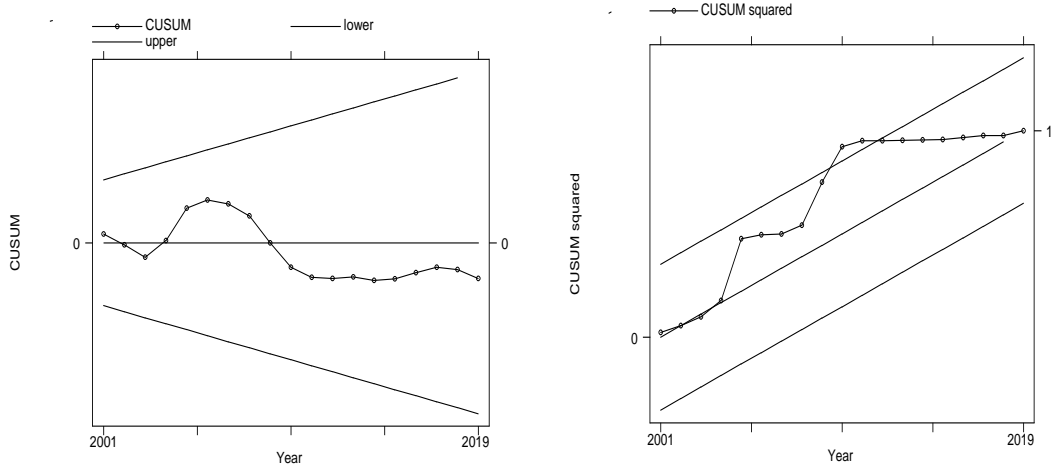 CUSUM lower
upper
CUSUM
0
0
2001 2019
Year
CUSUM squared
CUSUM squared
1
0
2001 2019
Year